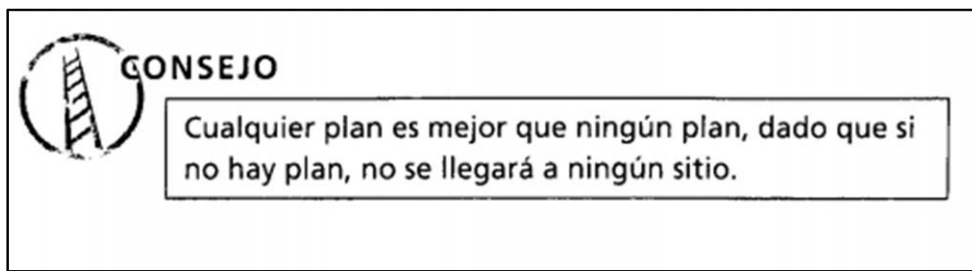 CONSEJO
Cualquier plan es mejor que ningún plan, dado que si
no hay plan, no se llegará a ningún sitio.